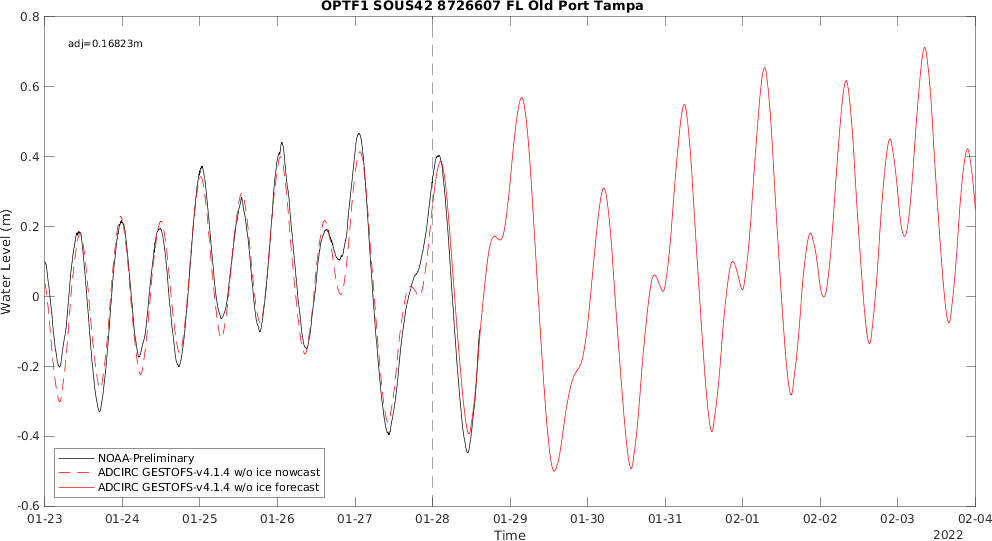 OPTF1 SOUS42 8726607 FL Old Port Tampa
adj=0.16823m
0.8
0.6
0.4
0.2
0
-0.2
-0.4
-0.6
Water Level (m)
NOAA-Preliminary
ADCIRC GESTOFS-v4.1.4 w/o ice nowcast
ADCIRC GESTOFS-v4.1.4 w/o ice forecast
01-23 01-24 01-25 01-26 01-27 01-28 01-29 01-30 01-31 02-01 02-02 02-03 02-04
Time
2022